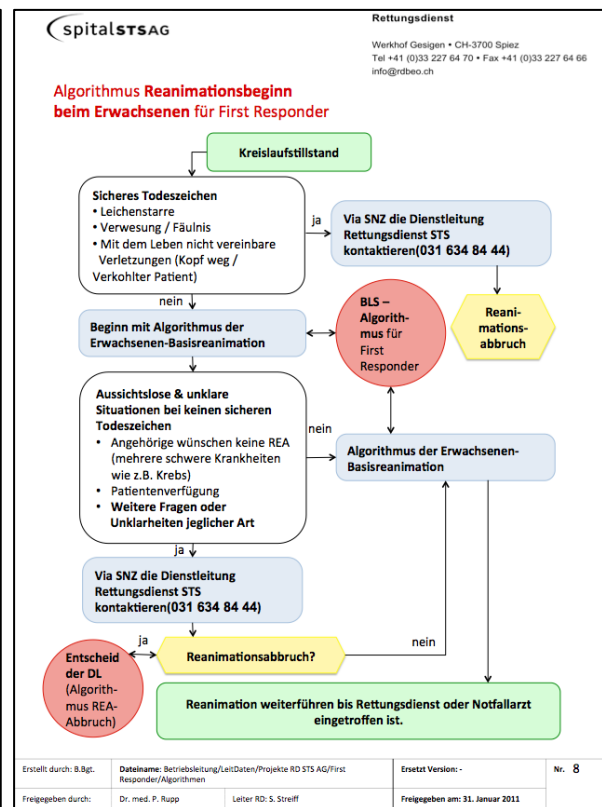 spitalSTSAG
Rettungsdienst
Werkhof Gesigen • CH-3700 Spiez
Tel +41 (0)33 227 64 70 • Fax +41 (0)33 227 64 66
info@rdbeo.ch
Algorithmus Reanimationsbeginn
beim Erwachsenen für First Responder
Kreislaufstillstand
Sicheres Todeszeichen
• Leichenstarre
• Verwesung / Fäulnis
• Mit dem Leben nicht vereinbare
Verletzungen (Kopf weg /
Verkohlter Patient)
ja
Via SNZ die Dienstleitung
Rettungsdienst STS
kontaktieren(031 634 84 44)
nein
Beginn mit Algorithmus der
Erwachsenen-Basisreanimation
BLS –
Algorith-
mus für
First
Responder
Reani-
mations-
abbruch
Aussichtslose & unklare
Situationen bei keinen sicheren
Todeszeichen
• Angehörige wünschen keine REA
(mehrere schwere Krankheiten
wie z.B. Krebs)
• Patientenverfügung
• Weitere Fragen oder
Unklarheiten jeglicher Art
nein
Algorithmus der Erwachsenen-
Basisreanimation
ja
Via SNZ die Dienstleitung
Rettungsdienst STS
kontaktieren(031 634 84 44)
Entscheid
der DL
(Algorith-
mus REA-
Abbruch)
ja
Reanimationsabbruch?
nein
Reanimation weiterführen bis Rettungsdienst oder Notfallarzt
eingetroffen ist.
Erstellt durch: B.Bgt.
Dateiname: Betriebsleitung/LeitDaten/Projekte RD STS AG/First
Responder/Algorithmen
Ersetzt Version: -
Nr. 8
Freigegeben durch:
Dr. med. P. Rupp
Leiter RD: S. Streiff
Freigegeben am: 31. Januar 2011